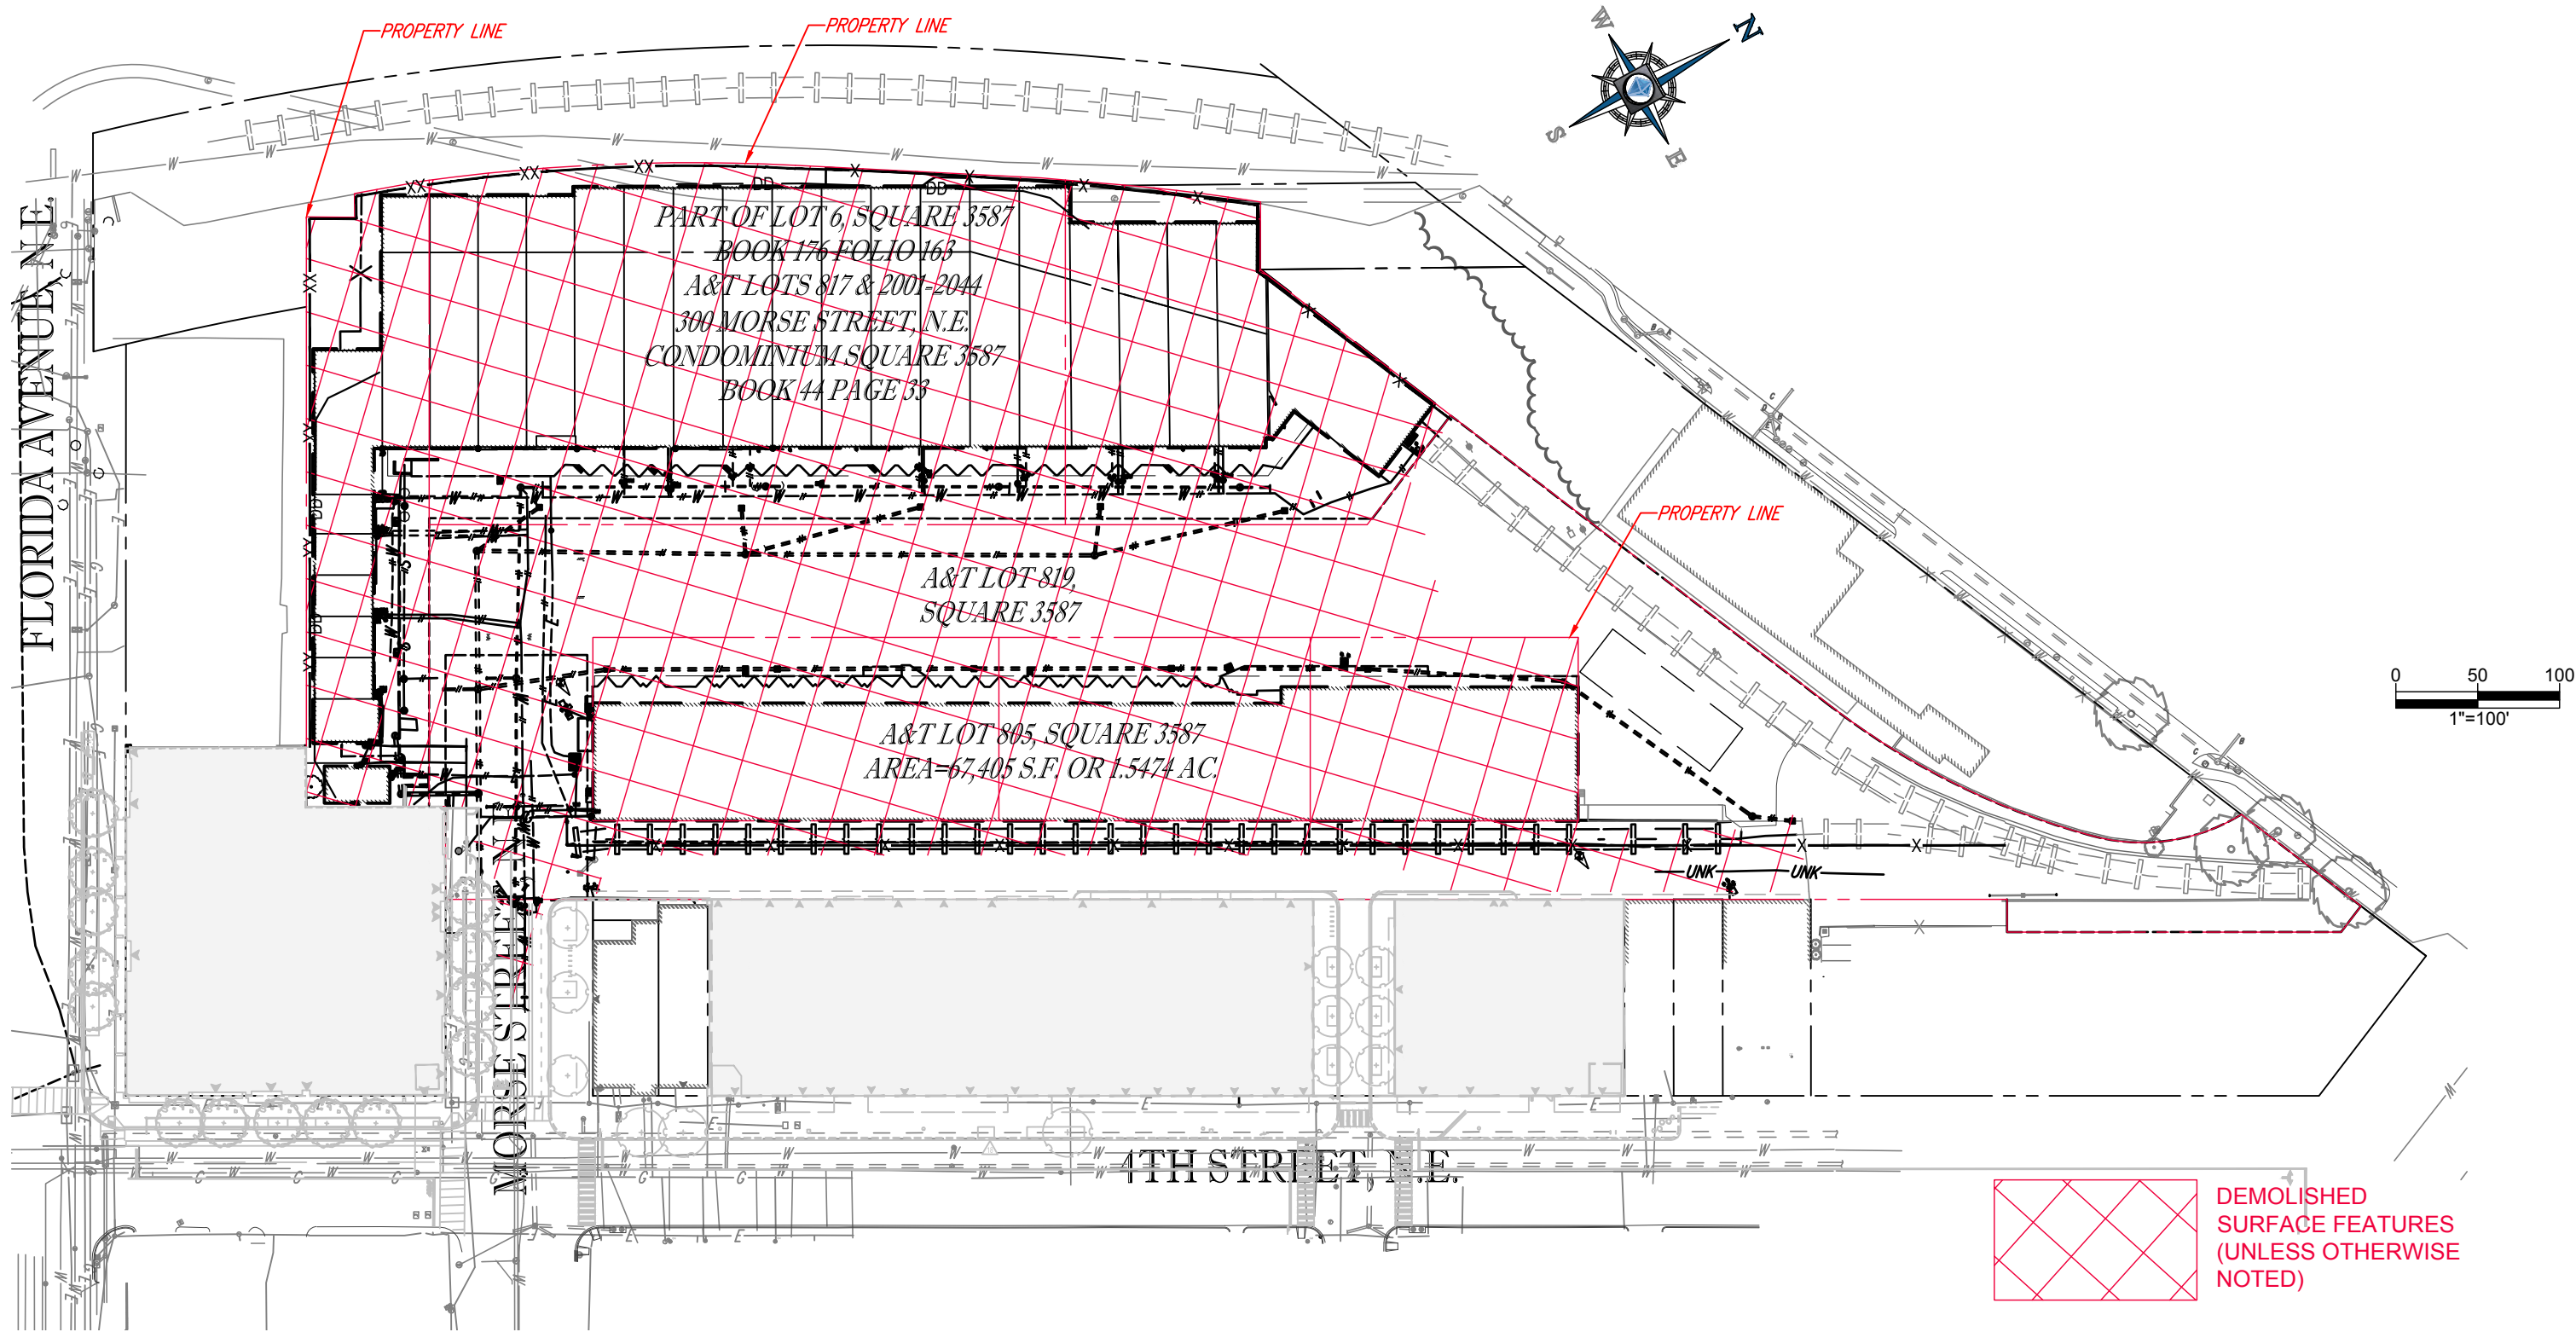 PROPERTY LINE
PROPERTY LINE
W
N
S
E
FLORIDA AVENUE N.E.
PART OF LOT 6, SQUARE 3587
BOOK 176 FOLIO 163
A&T LOTS 817 & 2001-2044
300 MORSE STREET, N.E.
CONDOMINIUM SQUARE 3587
BOOK 44 PAGE 33
PROPERTY LINE
A&T LOT 819,
SQUARE 3587
0 50 100
1"=100'
A&T LOT 805, SQUARE 3587
AREA=67,405 S.F. OR 1.5474 AC.
UNK UNK
MORSE STREET N.E.
4TH STREET N.E.
DEMOLISHED
SURFACE FEATURES
(UNLESS OTHERWISE
NOTED)